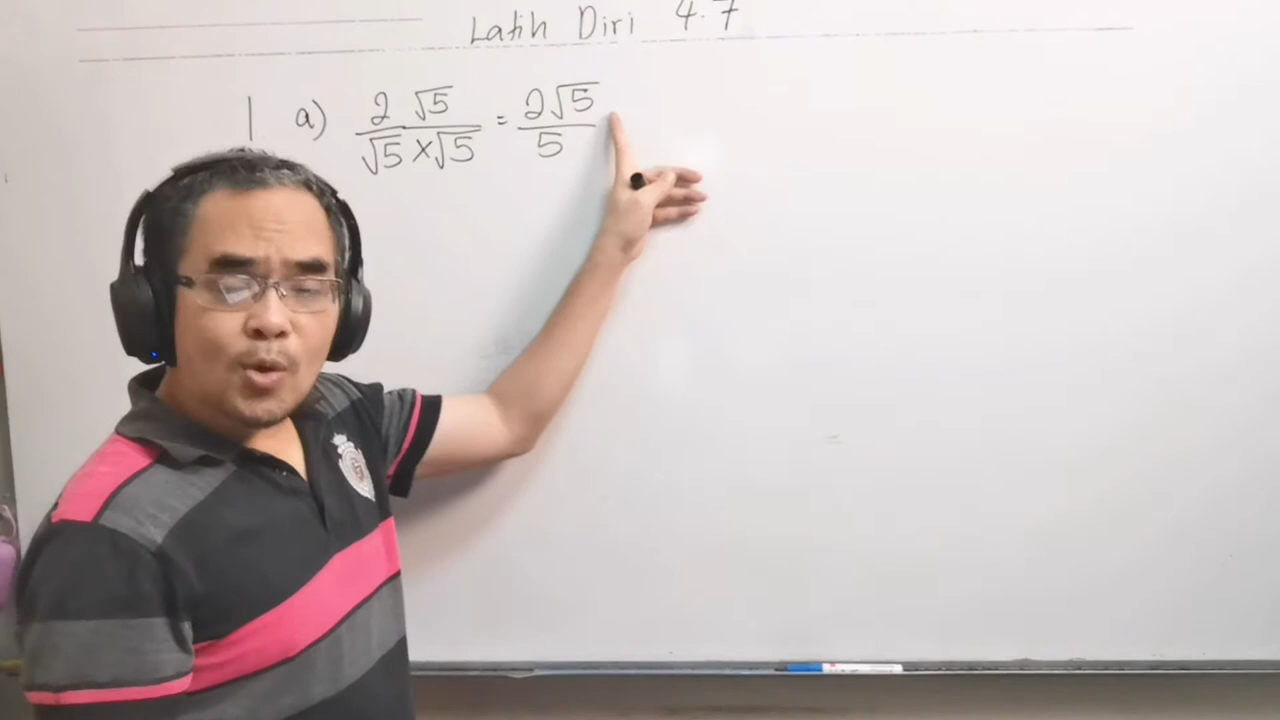 Latih Diri 4.7
1 a) 2 √5 / √5 ×√5 = 2√5 / 5